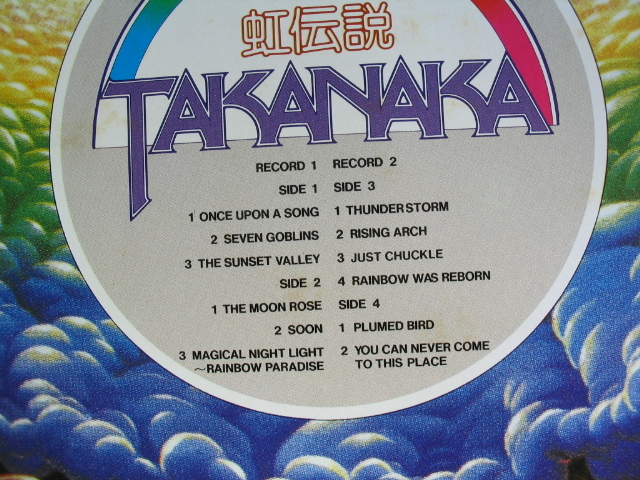 虹伝説
TAKANAKA
RECORD 1
SIDE 1
1 ONCE UPON A SONG
2 SEVEN GOBLINS
3 THE SUNSET VALLEY
SIDE 2
1 THE MOON ROSE
2 SOON
3 MAGICAL NIGHT LIGHT
〜RAINBOW PARADISE
RECORD 2
SIDE 3
1 THUNDERSTORM
2 RISING ARCH
3 JUST CHUCKLE
4 RAINBOW WAS REBORN
SIDE 4
1 PLUMED BIRD
2 YOU CAN NEVER COME
TO THIS PLACE